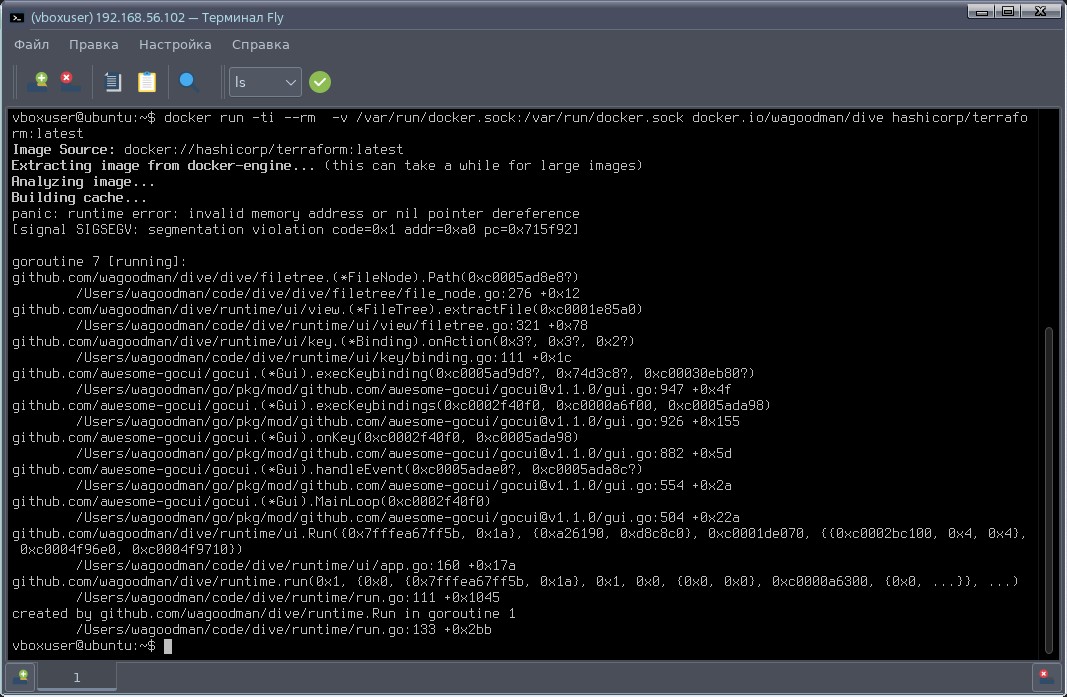 (vboxuser) 192.168.56.102 — Терминал Fly
Файл Правка Настройка Справка
ls
vboxuser@ubuntu:~$ docker run -ti --rm  -v /var/run/docker.sock:/var/run/docker.sock docker.io/wagoodman/dive hashicorp/terrafo
rm:latest
Image Source: docker://hashicorp/terraform:latest
Extracting image from docker-engine... (this can take a while for large images)
Analyzing image...
Building cache...
panic: runtime error: invalid memory address or nil pointer dereference
[signal SIGSEGV: segmentation violation code=0x1 addr=0xa0 pc=0x715f92]
goroutine 7 [running]:
github.com/wagoodman/dive/dive/filetree.(*FileNode).Path(0xc0005ad8e8?)
/Users/wagoodman/code/dive/dive/filetree/file_node.go:276 +0x12
github.com/wagoodman/dive/runtime/ui/view.(*FileTree).extractFile(0xc0001e85a0)
/Users/wagoodman/code/dive/runtime/ui/view/filetree.go:321 +0x78
github.com/wagoodman/dive/runtime/ui/key.(*Binding).onAction(0x3?, 0x3?, 0x2?)
/Users/wagoodman/code/dive/runtime/ui/key/binding.go:111 +0x1c
github.com/awesome-gocui/gocui.(*Gui).execKeybinding(0xc0005ad9d8?, 0x74d3c8?, 0xc00030eb80?)
/Users/wagoodman/go/pkg/mod/github.com/awesome-gocui/gocui@v1.1.0/gui.go:947 +0x4f
github.com/awesome-gocui/gocui.(*Gui).execKeybindings(0xc0002f40f0, 0xc0000a6f00, 0xc0005ada98)
/Users/wagoodman/go/pkg/mod/github.com/awesome-gocui/gocui@v1.1.0/gui.go:926 +0x155
github.com/awesome-gocui/gocui.(*Gui).onKey(0xc0002f40f0, 0xc0005ada98)
/Users/wagoodman/go/pkg/mod/github.com/awesome-gocui/gocui@v1.1.0/gui.go:882 +0x5d
github.com/awesome-gocui/gocui.(*Gui).handleEvent(0xc0005adae0?, 0xc0005ada8c?)
/Users/wagoodman/go/pkg/mod/github.com/awesome-gocui/gocui@v1.1.0/gui.go:554 +0x2a
github.com/awesome-gocui/gocui.(*Gui).MainLoop(0xc0002f40f0)
/Users/wagoodman/go/pkg/mod/github.com/awesome-gocui/gocui@v1.1.0/gui.go:504 +0x22a
github.com/wagoodman/dive/runtime/ui.Run({0x7fffea67ff5b, 0x1a}, {0xa26190, 0xd8c8c0}, 0xc0001de070, {{0xc0002bc100, 0x4, 0x4},
0xc0004f96e0, 0xc0004f9710})
/Users/wagoodman/code/dive/runtime/ui/app.go:160 +0x17a
github.com/wagoodman/dive/runtime.run(0x1, {0x0, {0x7fffea67ff5b, 0x1a}, 0x1, 0x0, {0x0, 0x0}, 0xc0000a6300, {0x0, ...}}, ...)
/Users/wagoodman/code/dive/runtime/run.go:111 +0x1045
created by github.com/wagoodman/dive/runtime.Run in goroutine 1
/Users/wagoodman/code/dive/runtime/run.go:133 +0x2bb
vboxuser@ubuntu:~$
1